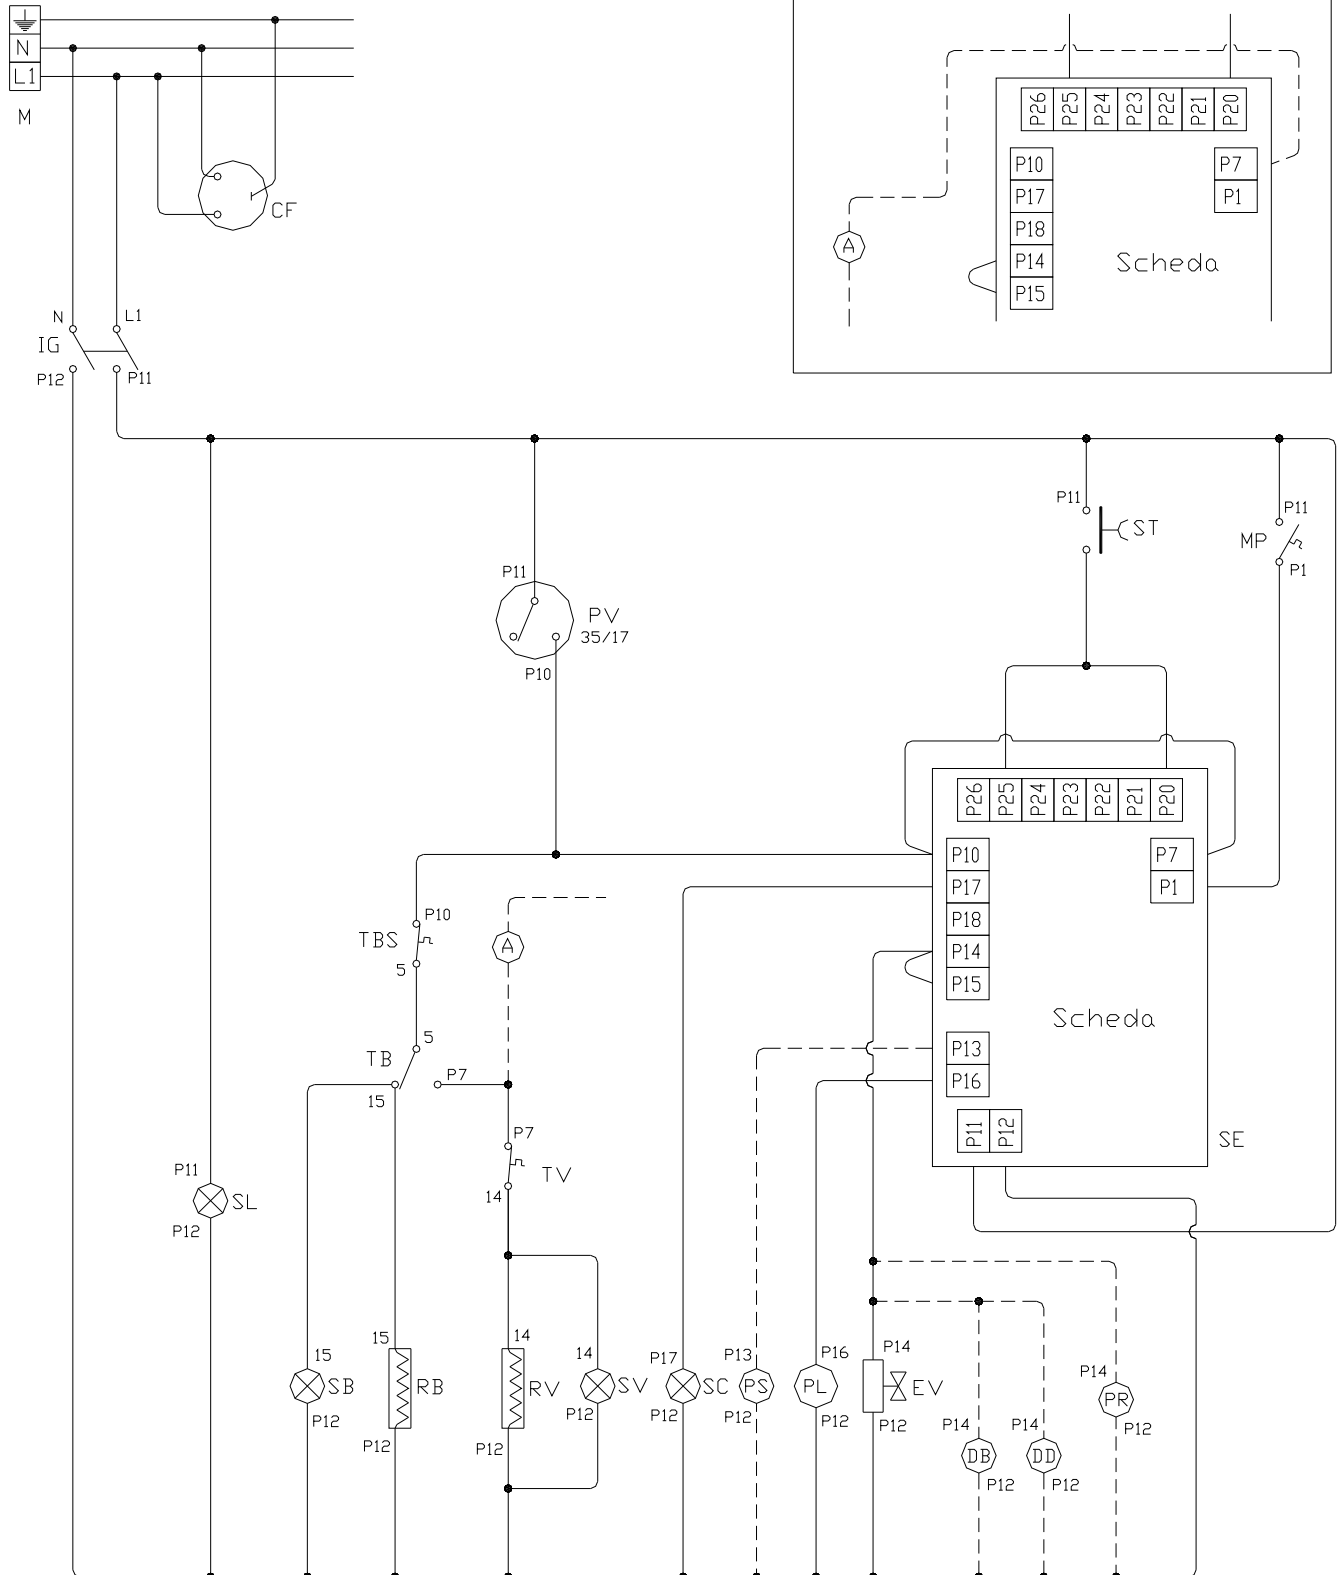 N
L1
M
CF
P26 P25 P24 P23 P22 P21 P20
P10
P7
P17
P1
P18
P14
P15
Scheda
A
N
L1
IG
P12
P11
P11
ST
P11
MP
P1
P11
PV
35/17
P10
P26 P25 P24 P23 P22 P21 P20
P10
P7
P17
P1
P18
P14
P15
Scheda
P13
P16
P11 P12
SE
P10
TBS
5
A
5
TB
15
P7
P7
TV
14
P11
SL
P12
15
SB
P12
15
RB
P12
14
RV
P12
14
SV
P12
P17
SC
P12
P13
PS
P12
P16
PL
P12
P14
EV
P12
P14
DB
P12
P14
DD
P12
P14
PR
P12